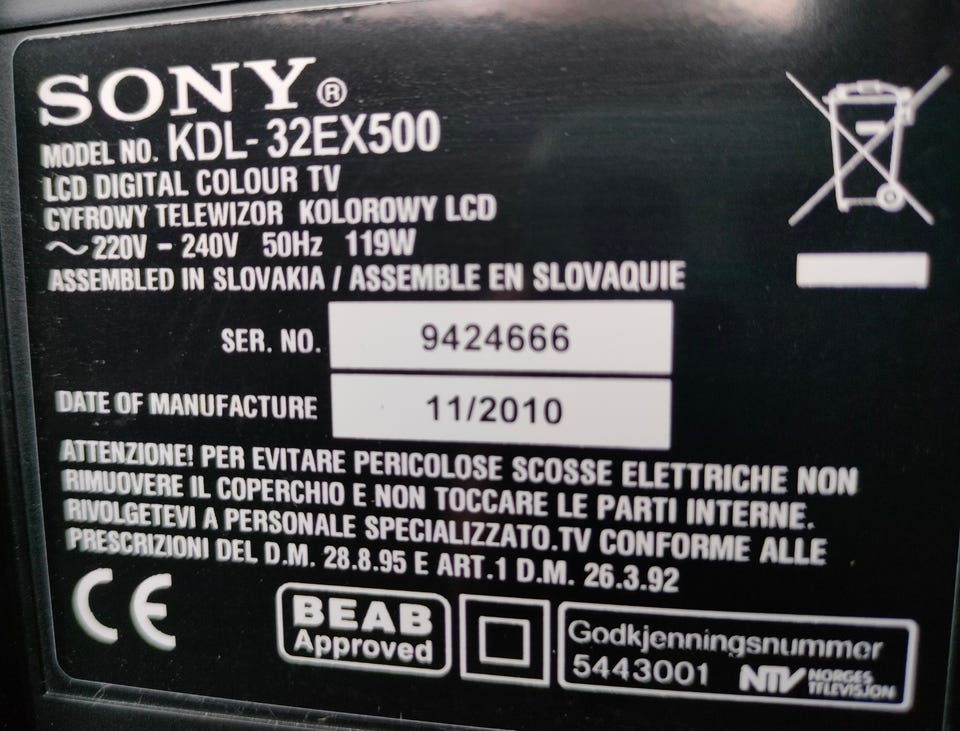 SONY®
MODEL NO. KDL-32EX500
LCD DIGITAL COLOUR TV
CYFROWY TELEWIZOR KOLOROWY LCD
~ 220V - 240V 50Hz 119W
ASSEMBLED IN SLOVAKIA / ASSEMBLE EN SLOVAQUIE
SER. NO. 9424666
DATE OF MANUFACTURE 11/2010
ATTENZIONE! PER EVITARE PERICOLOSE SCOSSE ELETTRICHE NON
RIMUOVERE IL COPERCHIO E NON TOCCARE LE PARTI INTERNE.
RIVOLGETEVI A PERSONALE SPECIALIZZATO.TV CONFORME ALLE
PRESCRIZIONI DEL D.M. 28.8.95 E ART.1 D.M. 26.3.92
CE
BEAB
Approved
Godkjenningsnummer
5443001 NTV NORGES
TELEVISJON